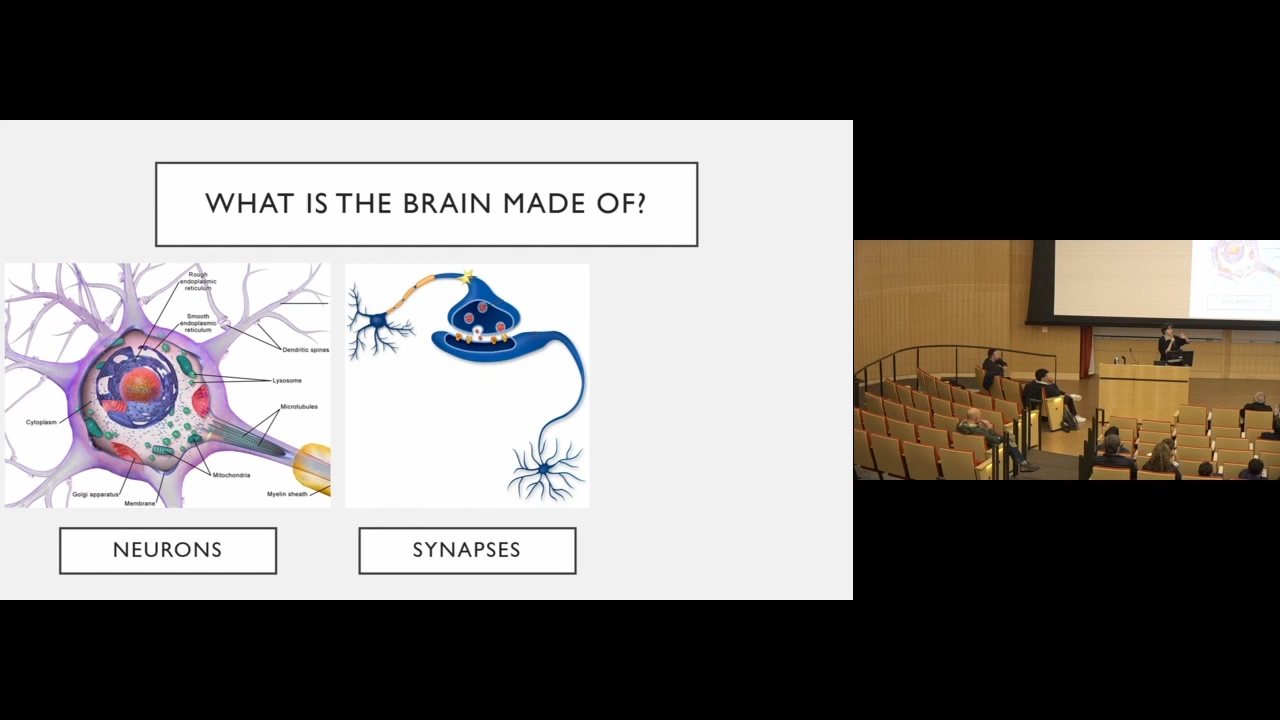 WHAT IS THE BRAIN MADE OF?
Rough
endoplasmic
reticulum
Smooth
endoplasmic
reticulum
Dendritic spines
Lysosome
Microtubules
Cytoplasm
Mitochondria
Golgi apparatus
Membrane
Myelin sheath
NEURONS
SYNAPSES
NEURONS